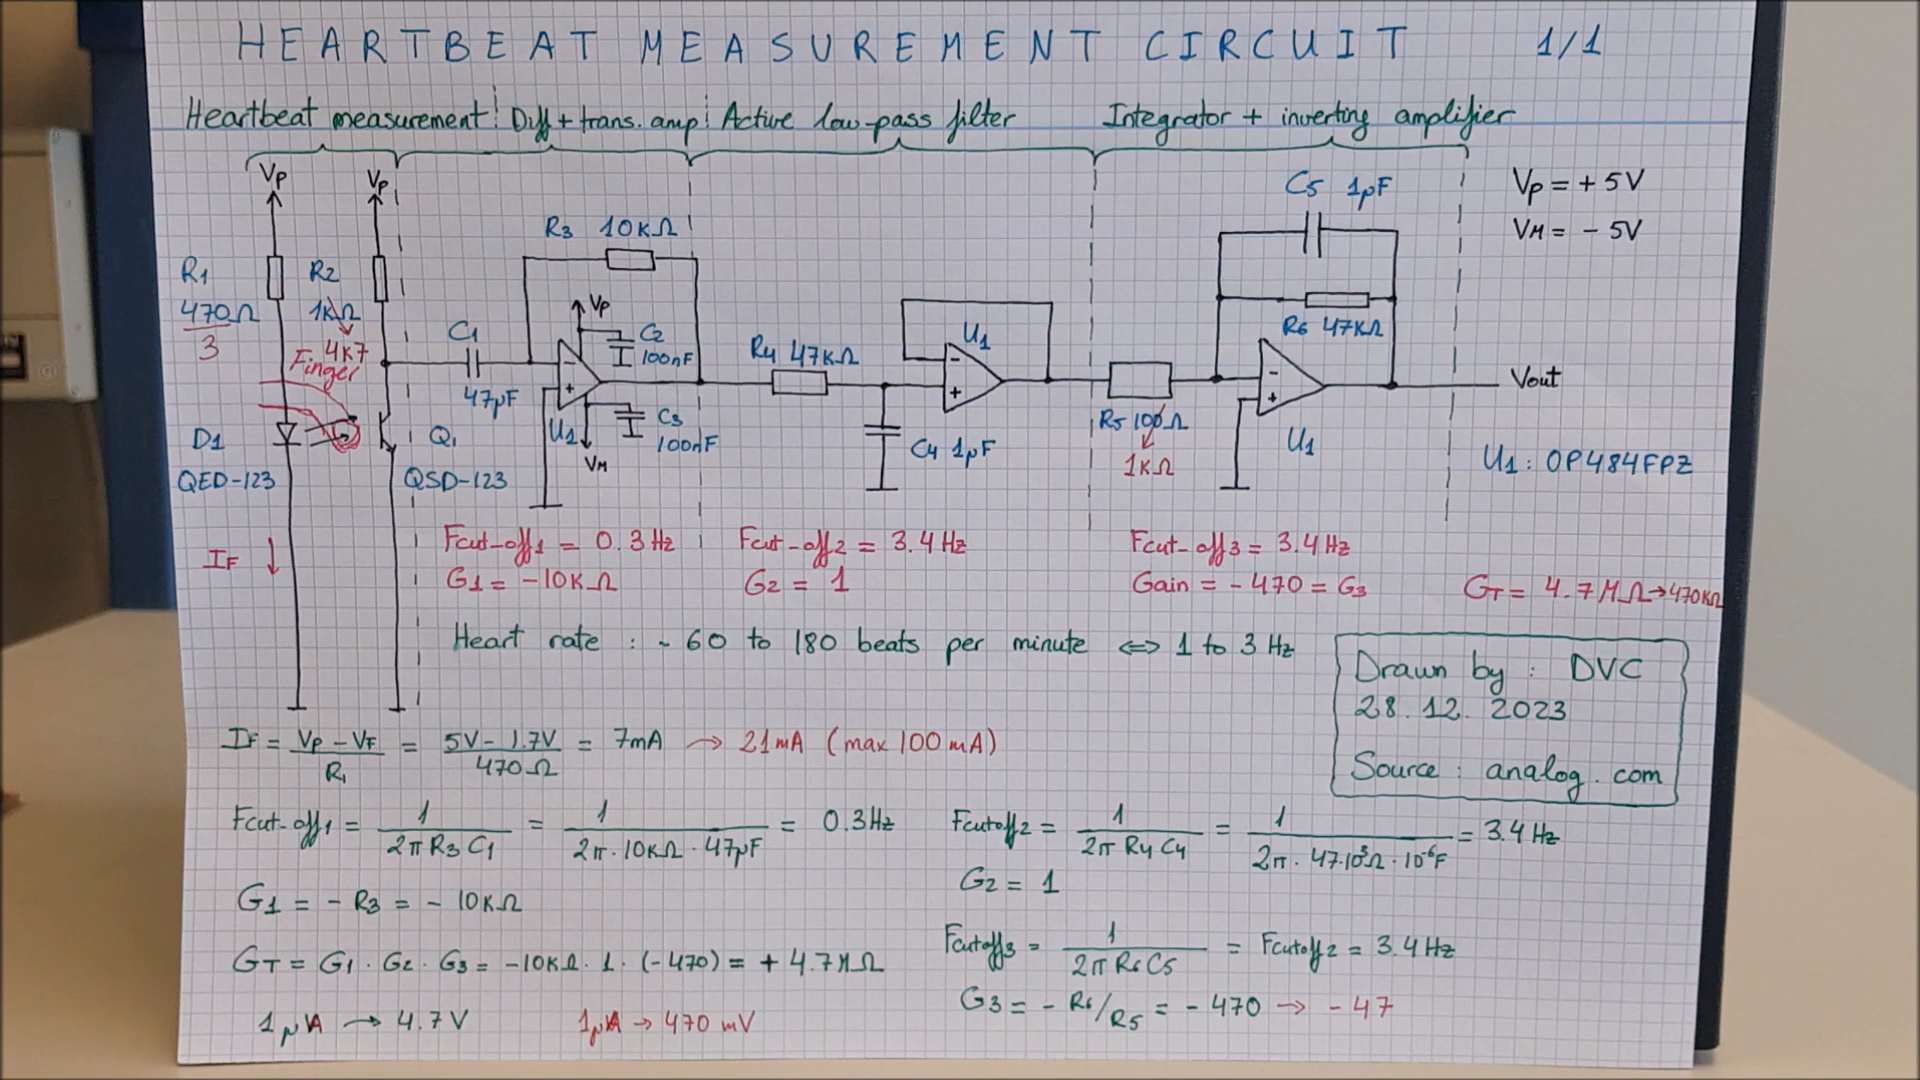 HEARTBEAT MEASUREMENT CIRCUIT 1/1
Heartbeat measurement Diff + trans. amp Active low-pass filter Integrator + inverting amplifier
Vp
Vp
C5 1µF
Vp = + 5V
VM = - 5V
R3 10KΩ
R1
470Ω
3
R2
1KΩ
4K7
Finger
C1
47µF
Vp
C2
100nF
C3
100nF
U1
VM
R4 47KΩ
U1
C4 1µF
R6 47KΩ
R5 100Ω
1KΩ
U1
Vout
D1
QED-123
Q1
QSD-123
U1: OP484FPZ
IF
Fcut-off1 = 0.3 Hz
G1 = -10KΩ
Fcut-off2 = 3.4 Hz
G2 = 1
Fcut-off3 = 3.4 Hz
Gain = - 470 = G3
GT = 4.7 MΩ → 470KΩ
Heart rate : ~ 60 to 180 beats per minute <=> 1 to 3 Hz
Drawn by : DVC
28.12.2023
Source : analog.com
IF = Vp - VF / R1 = 5V - 1.7V / 470Ω = 7mA → 21mA (max 100 mA)
Fcut-off1 = 1 / 2π R3 C1 = 1 / 2π · 10KΩ · 47µF = 0.3Hz
G1 = - R3 = - 10KΩ
GT = G1 · G2 · G3 = -10KΩ · 1 · (-470) = + 4.7MΩ
1µA → 4.7V
1µA → 470 mV
Fcutoff2 = 1 / 2π R4 C4 = 1 / 2π · 47·10³Ω · 10⁻⁶F = 3.4 Hz
G2 = 1
Fcutoff3 = 1 / 2π R6 C5 = Fcutoff2 = 3.4 Hz
G3 = - R6/R5 = - 470 → - 47